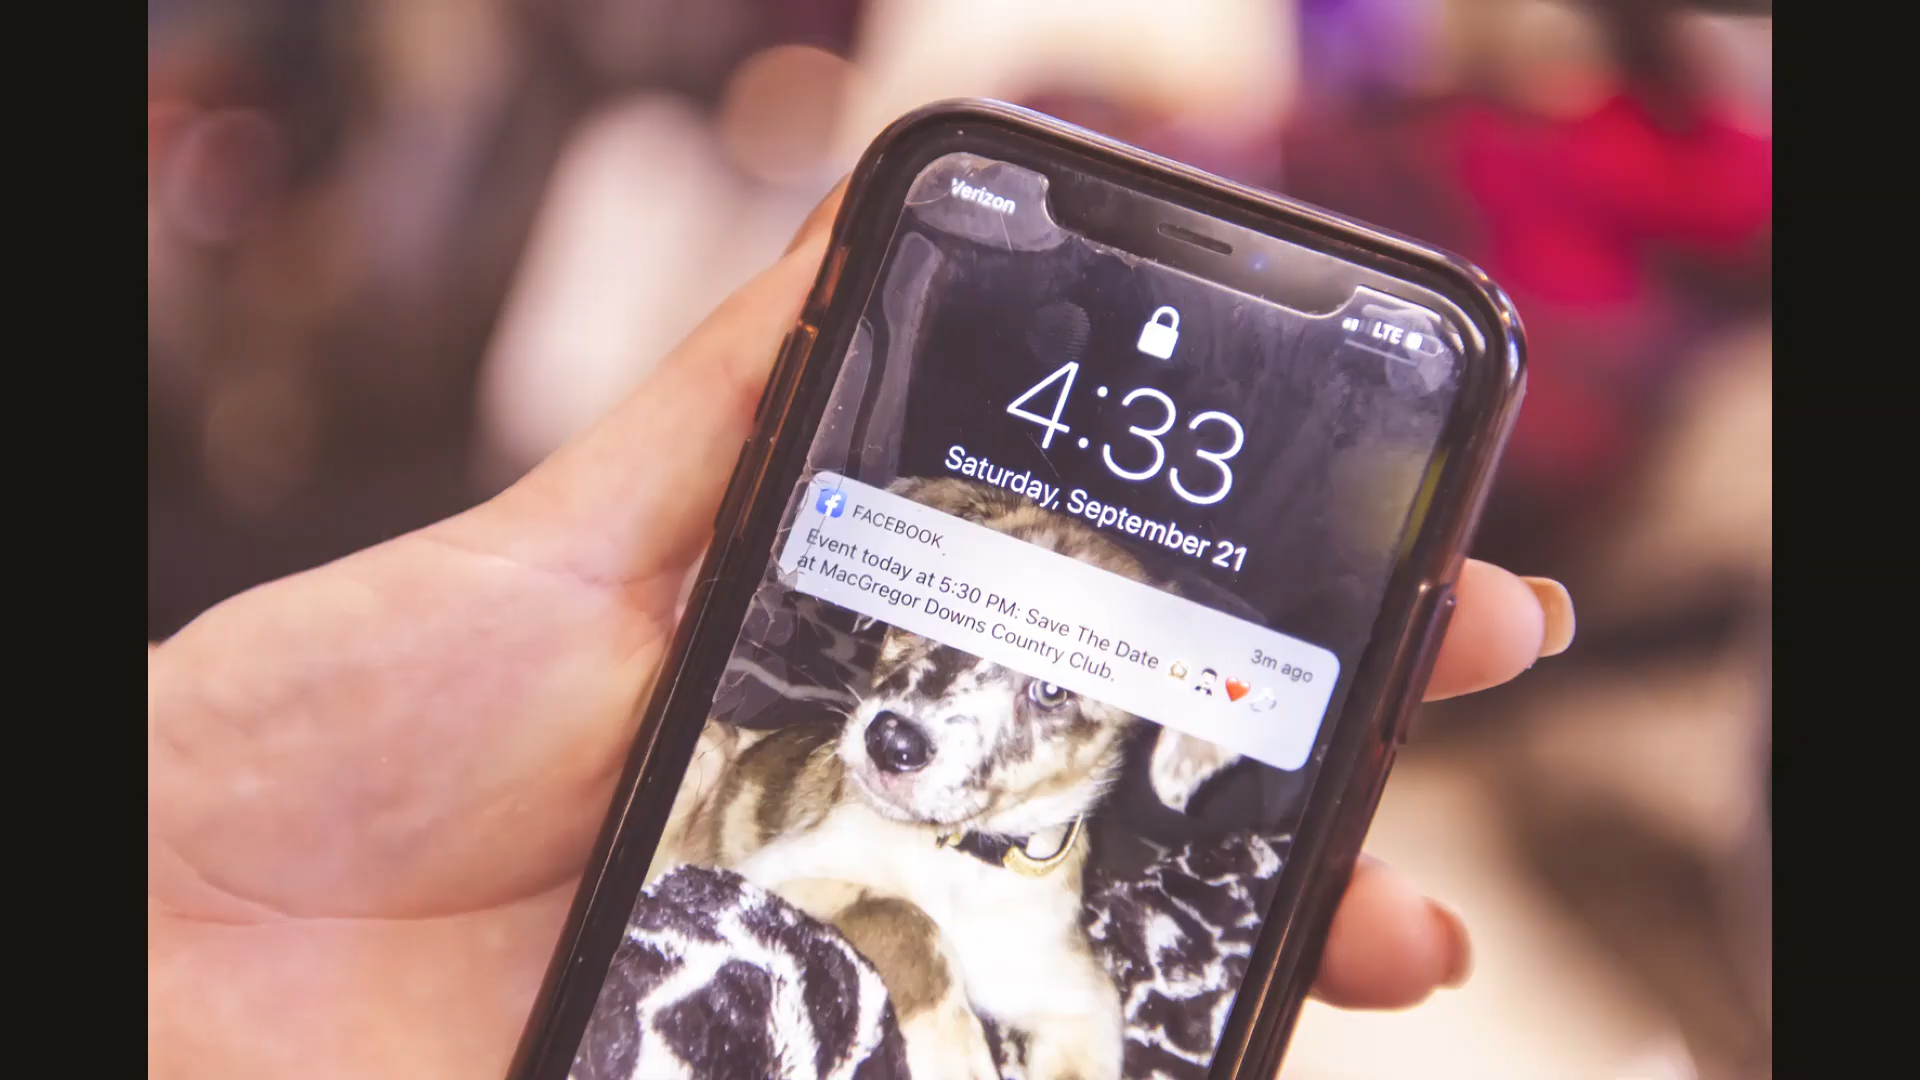 Verizon
LTE
4:33
Saturday, September 21
FACEBOOK
3m ago
Event today at 5:30 PM: Save The Date 👰🤵❤️💍
at MacGregor Downs Country Club.